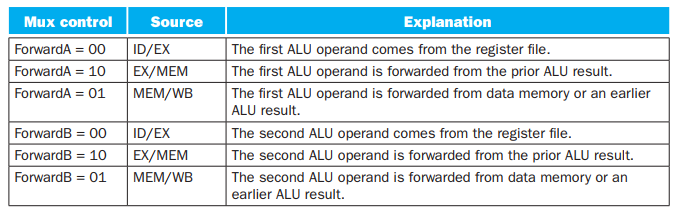 Mux control Source Explanation
ForwardA = 00 ID/EX The first ALU operand comes from the register file.
ForwardA = 10 EX/MEM The first ALU operand is forwarded from the prior ALU result.
ForwardA = 01 MEM/WB The first ALU operand is forwarded from data memory or an earlier
ALU result.
ForwardB = 00 ID/EX The second ALU operand comes from the register file.
ForwardB = 10 EX/MEM The second ALU operand is forwarded from the prior ALU result.
ForwardB = 01 MEM/WB The second ALU operand is forwarded from data memory or an
earlier ALU result.